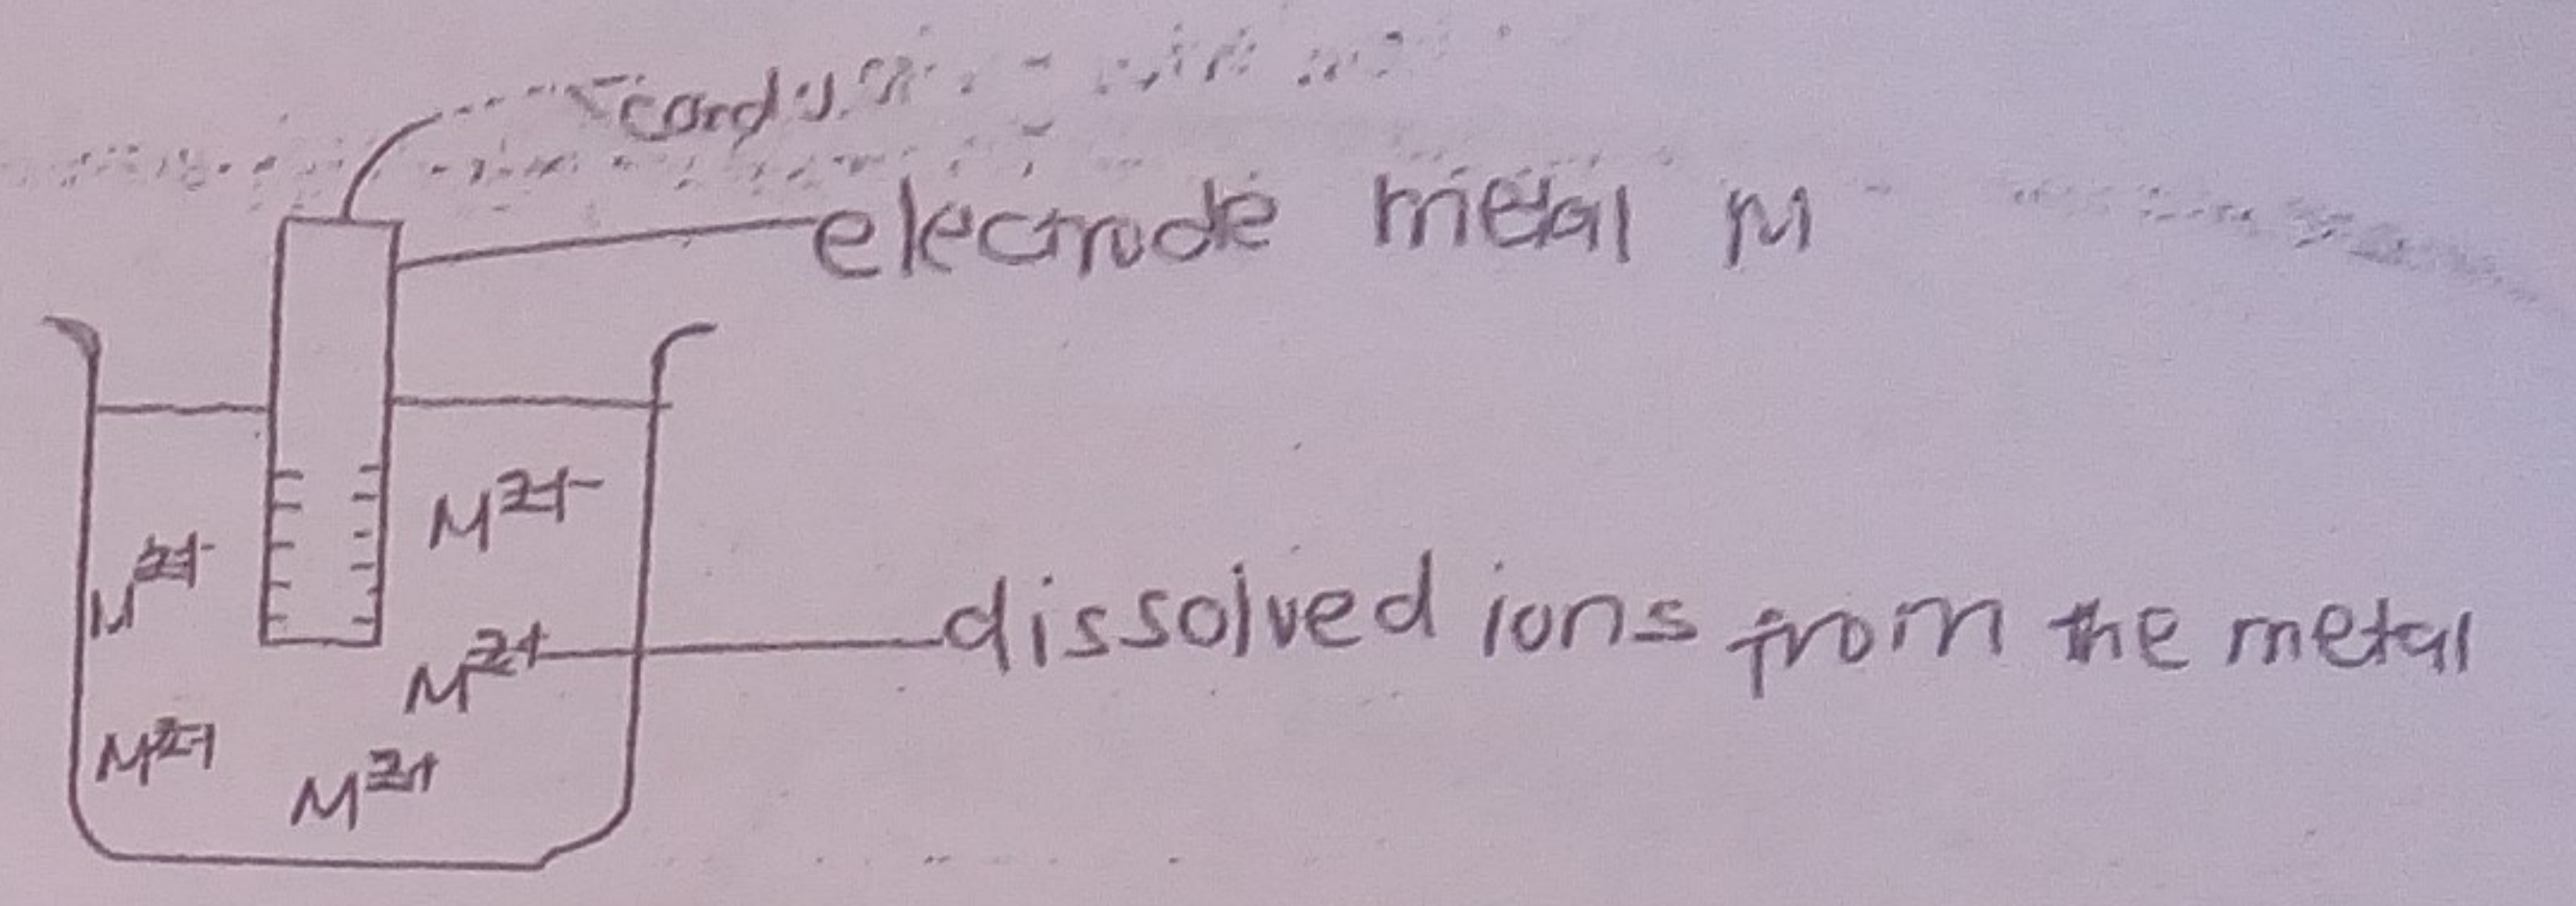 electrode metal M
M²⁺
M²⁺
M²⁺ dissolved ions from the metal
M²⁺
M²⁺